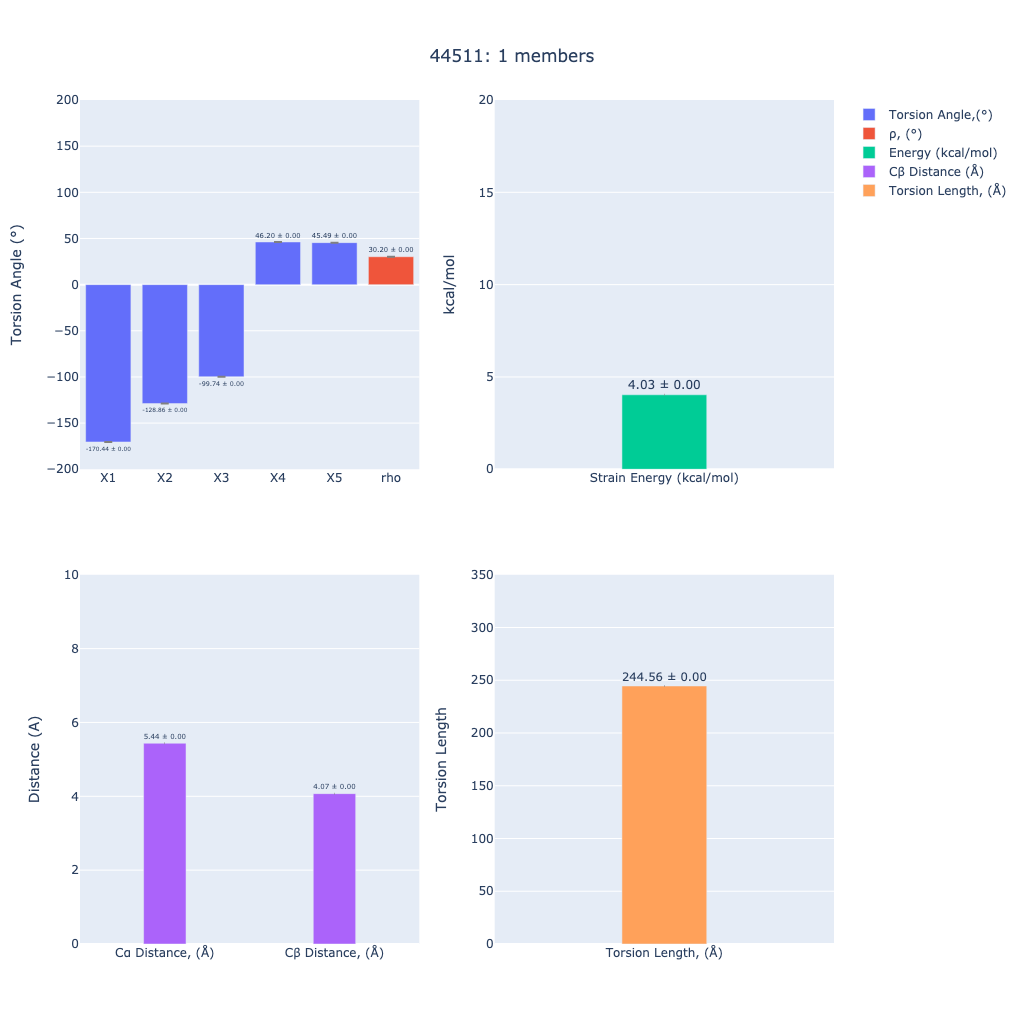 44511: 1 members
200
150
100
50
0
−50
−100
−150
−200
Torsion Angle (°)
-170.44 ± 0.00
-128.86 ± 0.00
-99.74 ± 0.00
46.20 ± 0.00
45.49 ± 0.00
30.20 ± 0.00
X1 X2 X3 X4 X5 rho
20
15
10
5
0
kcal/mol
4.03 ± 0.00
Strain Energy (kcal/mol)
Torsion Angle,(°)
ρ, (°)
Energy (kcal/mol)
Cβ Distance (Å)
Torsion Length, (Å)
10
8
6
4
2
0
Distance (A)
5.44 ± 0.00
4.07 ± 0.00
Cα Distance, (Å) Cβ Distance, (Å)
350
300
250
200
150
100
50
0
Torsion Length
244.56 ± 0.00
Torsion Length, (Å)